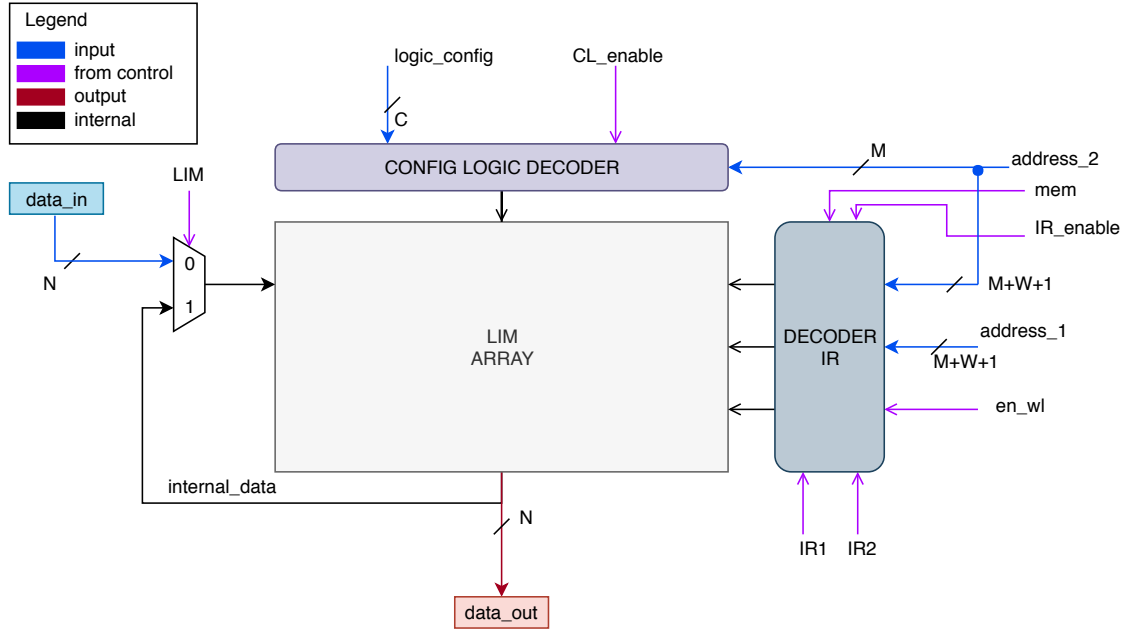 Legend
input
from control
output
internal
logic_config
CL_enable
C
CONFIG LOGIC DECODER
M
address_2
mem
IR_enable
LIM
data_in
N
0
1
M+W+1
LIM
ARRAY
DECODER
IR
address_1
M+W+1
en_wl
internal_data
N
IR1
IR2
data_out